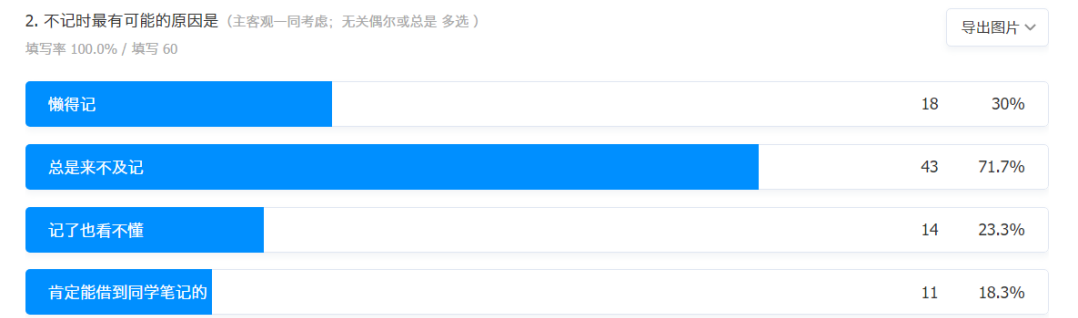 2. 不记时最有可能的原因是（主客观一同考虑；无关偶尔或总是 多选 ）
导出图片
填写率 100.0% / 填写 60
懒得记 18 30%
总是来不及记 43 71.7%
记了也看不懂 14 23.3%
肯定能借到同学笔记的 11 18.3%